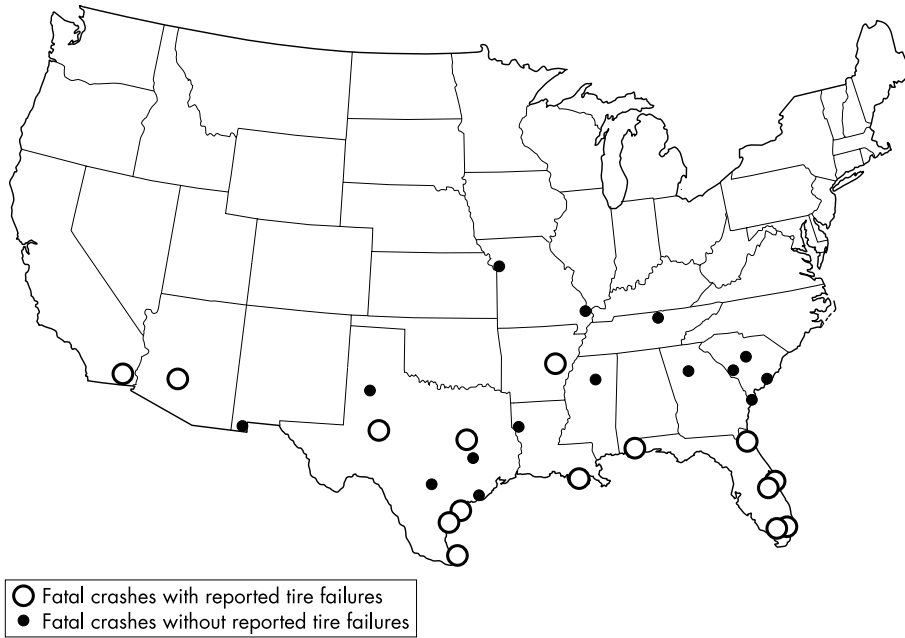 Fatal crashes with reported tire failures
Fatal crashes without reported tire failures